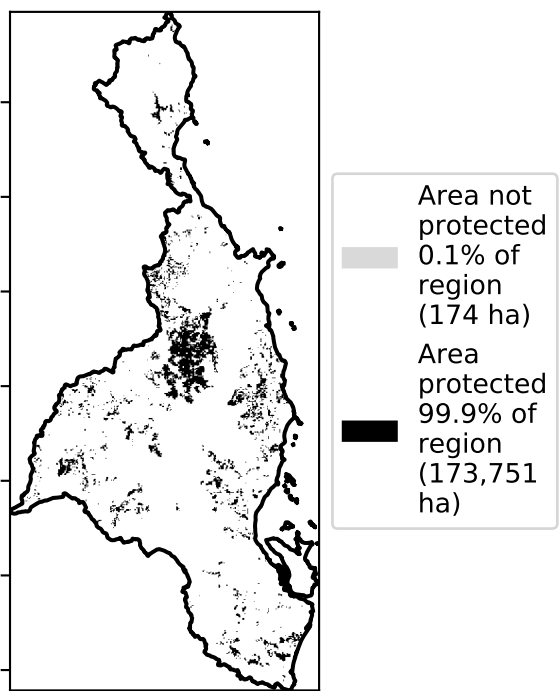 Area not
protected
0.1% of
region
(174 ha)
Area
protected
99.9% of
region
(173,751
ha)